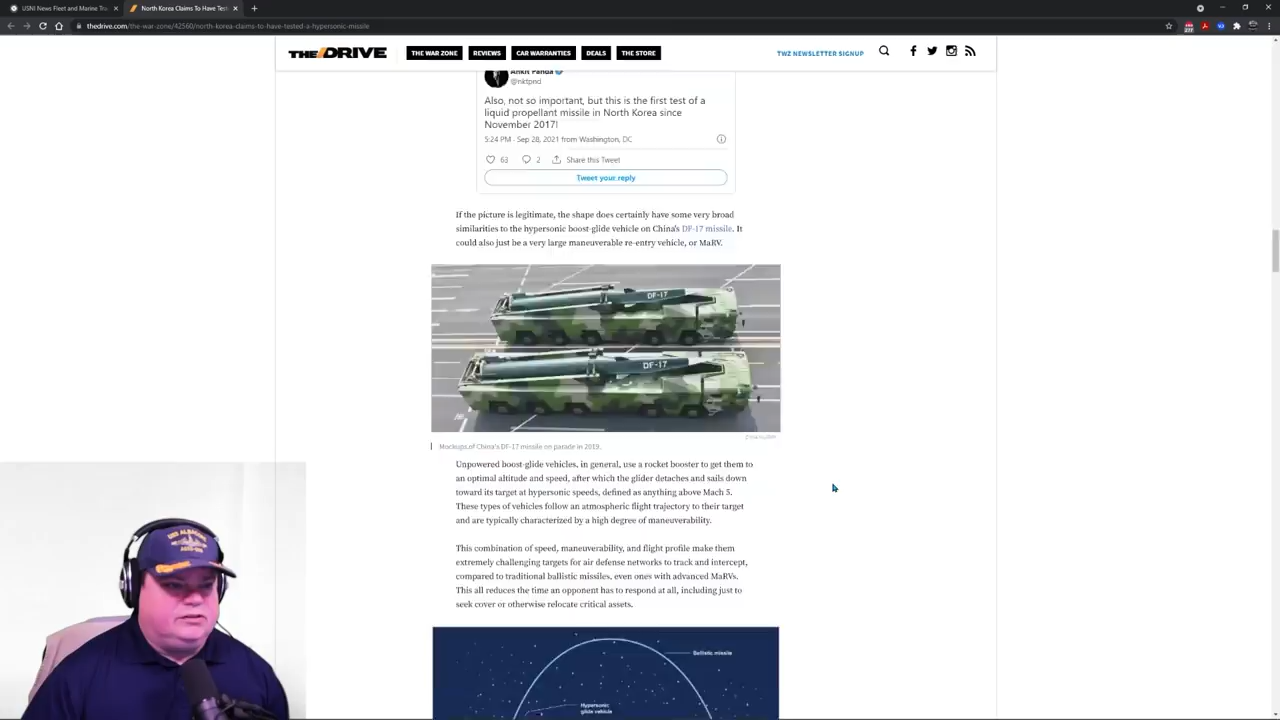 USNI News Fleet and Marine Tra
North Korea Claims To Have Test
thedrive.com/the-war-zone/42560/north-korea-claims-to-have-tested-a-hypersonic-missile
THE/DRIVE
THE WAR ZONE
REVIEWS
CAR WARRANTIES
DEALS
THE STORE
TWZ NEWSLETTER SIGNUP
Ankit Panda
@nktpnd
Also, not so important, but this is the first test of a
liquid propellant missile in North Korea since
November 2017!
5:24 PM · Sep 28, 2021 from Washington, DC
63
2
Share this Tweet
Tweet your reply
If the picture is legitimate, the shape does certainly have some very broad
similarities to the hypersonic boost-glide vehicle on China's DF-17 missile. It
could also just be a very large maneuverable re-entry vehicle, or MaRV.
DF-17
DF-17
Mockups of China's DF-17 missile on parade in 2019.
Unpowered boost-glide vehicles, in general, use a rocket booster to get them to
an optimal altitude and speed, after which the glider detaches and sails down
toward its target at hypersonic speeds, defined as anything above Mach 5.
These types of vehicles follow an atmospheric flight trajectory to their target
and are typically characterized by a high degree of maneuverability.
This combination of speed, maneuverability, and flight profile make them
extremely challenging targets for air defense networks to track and intercept,
compared to traditional ballistic missiles, even ones with advanced MaRVs.
This all reduces the time an opponent has to respond at all, including just to
seek cover or otherwise relocate critical assets.
Ballistic missile
Hypersonic
glide vehicle
USS ALBANY